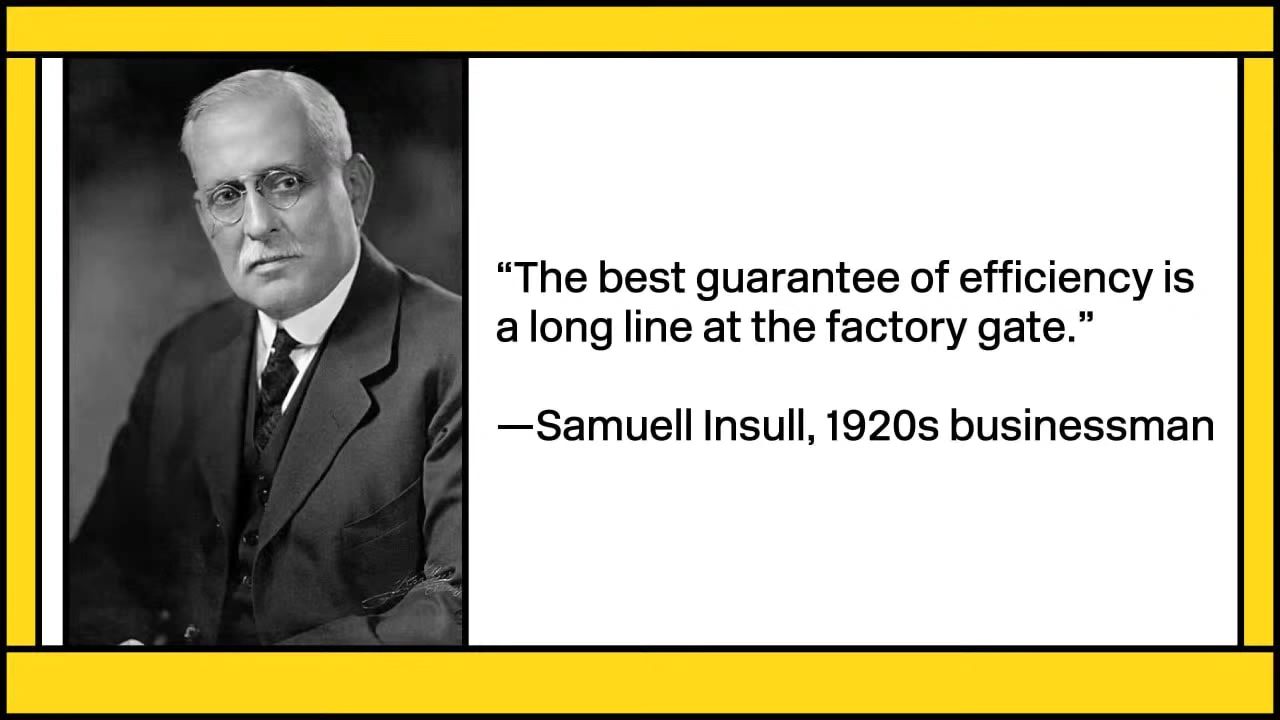 “The best guarantee of efficiency is
a long line at the factory gate.”
—Samuell Insull, 1920s businessman